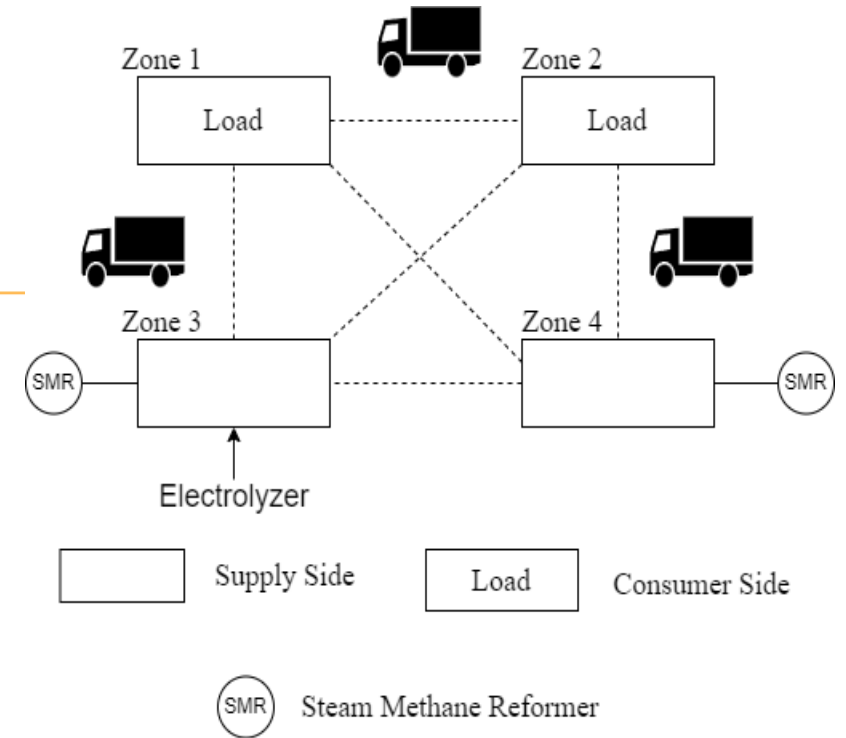 Zone 1
Zone 2
Load
Load
Zone 3
Zone 4
SMR
SMR
Electrolyzer
Supply Side
Load
Consumer Side
SMR
Steam Methane Reformer